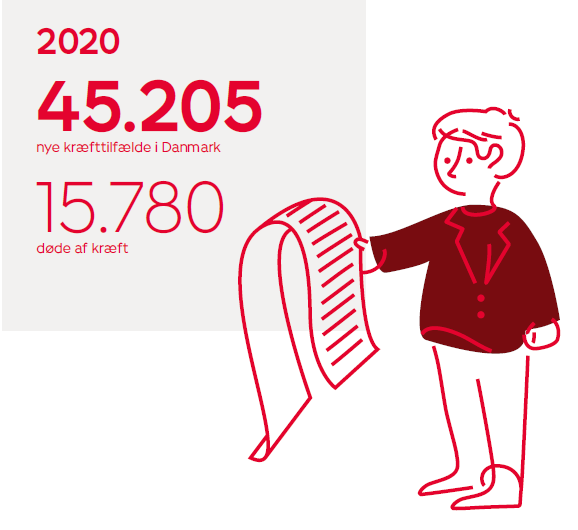 2020
45.205
nye kræfttilfælde i Danmark
15.780
døde af kræft